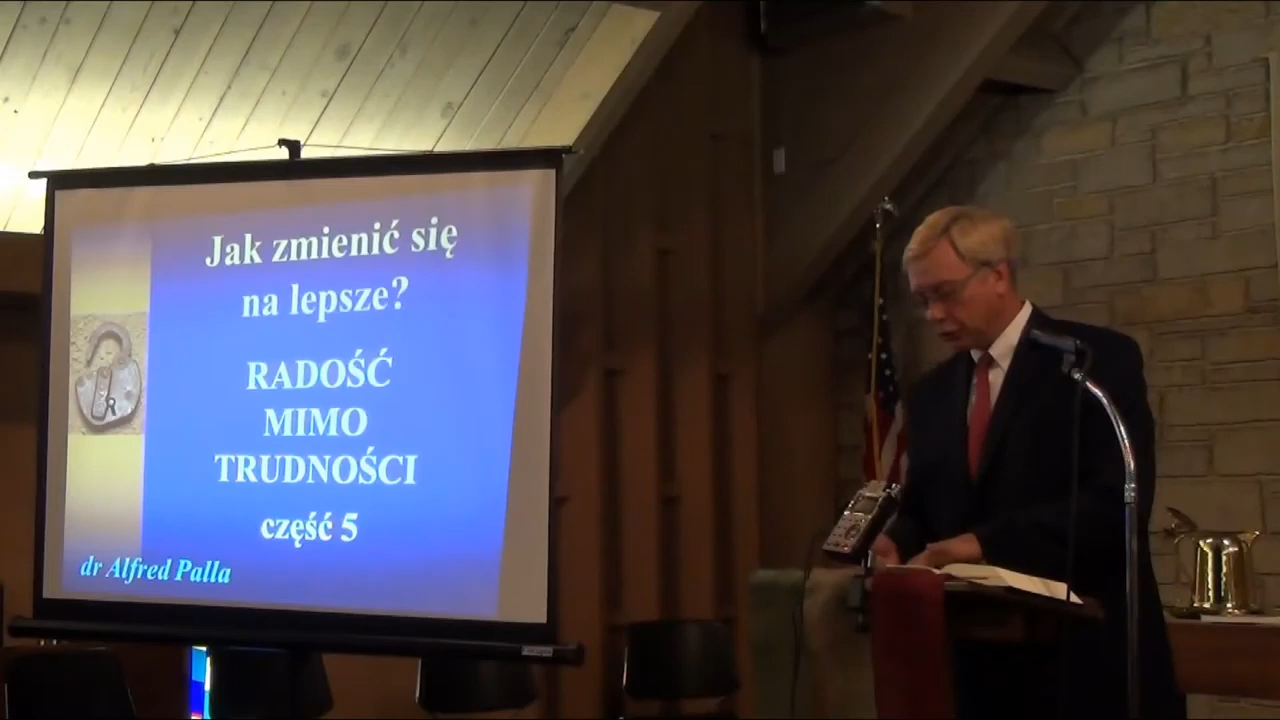 Jak zmienić się
na lepsze?
RADOŚĆ
MIMO
TRUDNOŚCI
część 5
dr Alfred Palla